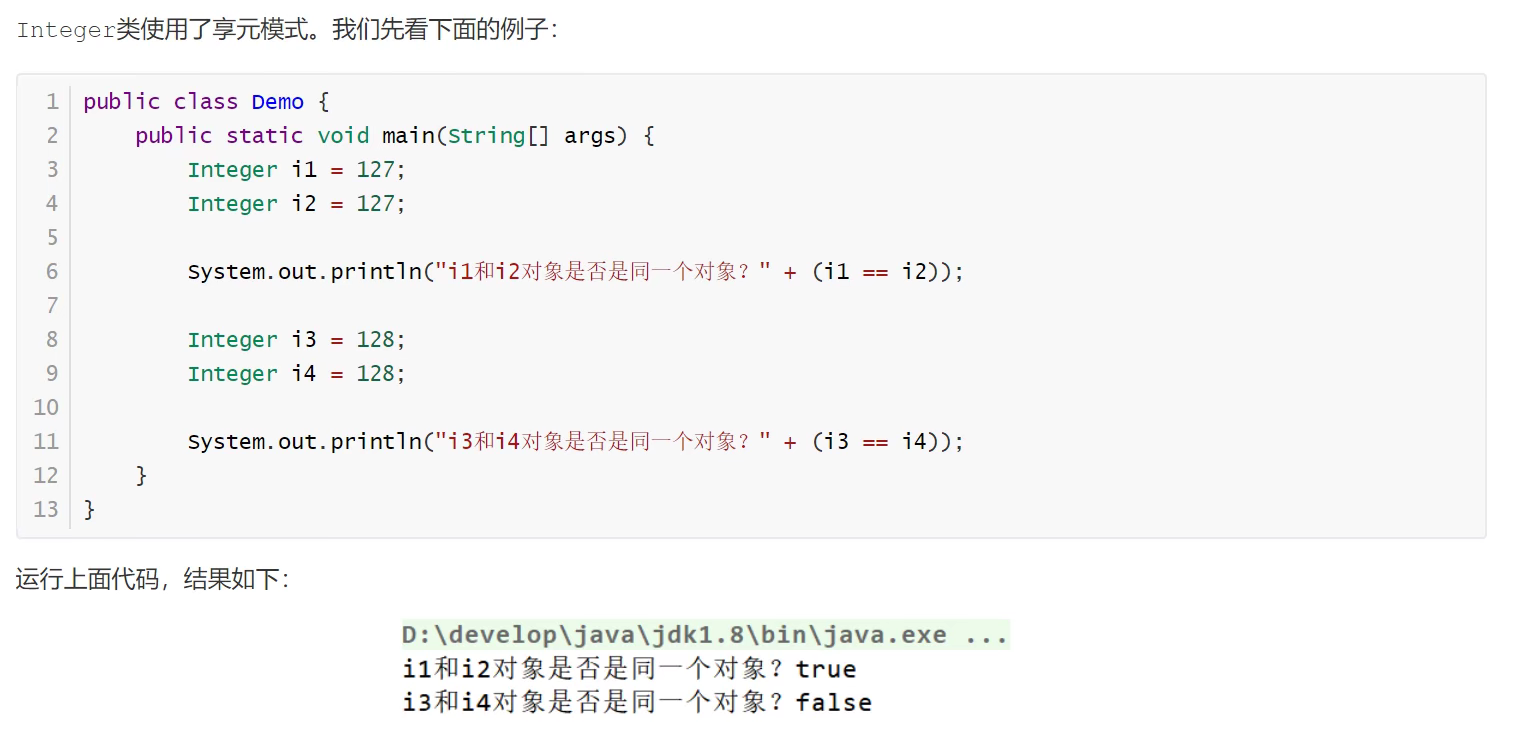 Integer类使用了享元模式。我们先看下面的例子：
1 public class Demo {
2     public static void main(String[] args) {
3         Integer i1 = 127;
4         Integer i2 = 127;
5
6         System.out.println("i1和i2对象是否是同一个对象？" + (i1 == i2));
7
8         Integer i3 = 128;
9         Integer i4 = 128;
10
11         System.out.println("i3和i4对象是否是同一个对象？" + (i3 == i4));
12     }
13 }
运行上面代码，结果如下：
D:\develop\java\jdk1.8\bin\java.exe ...
i1和i2对象是否是同一个对象？true
i3和i4对象是否是同一个对象？false